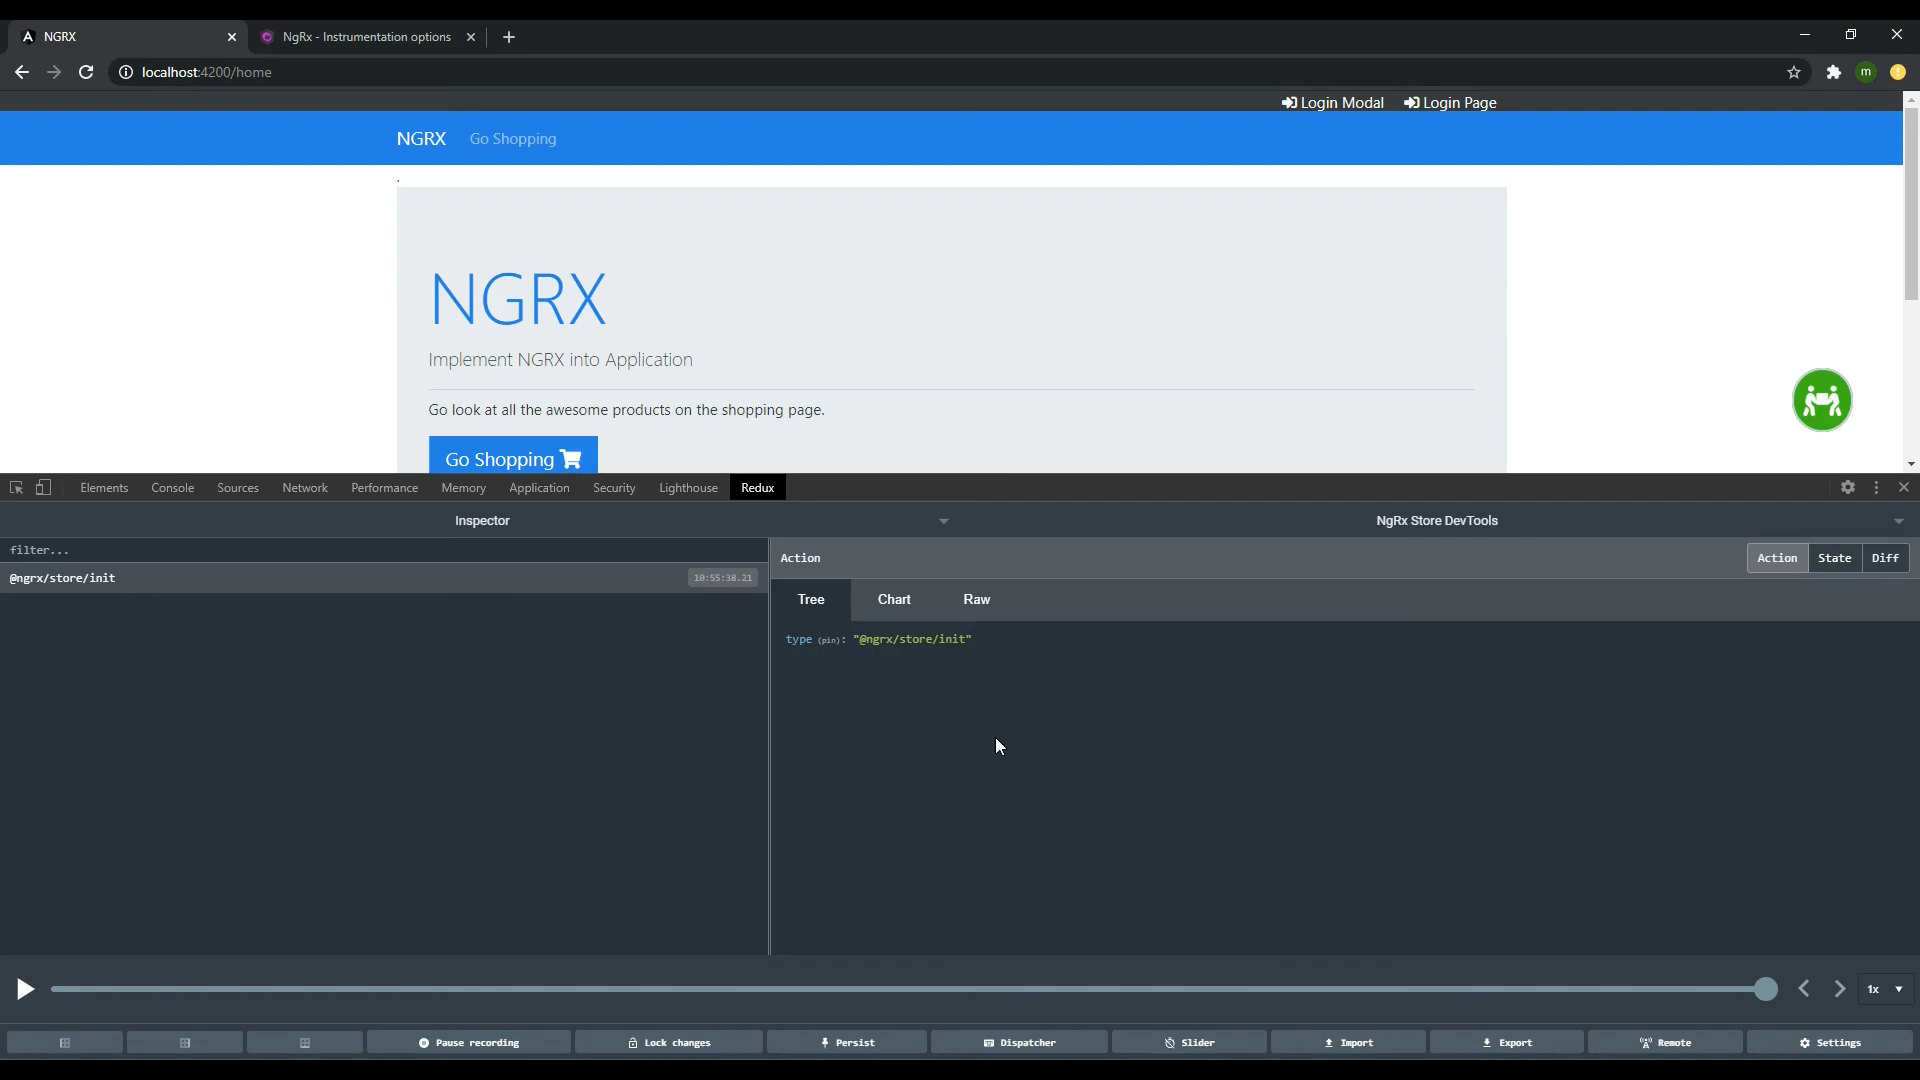 NGRX
NgRx - Instrumentation options
localhost:4200/home
m
Login Modal
Login Page
NGRX
Go Shopping
.
NGRX
Implement NGRX into Application
Go look at all the awesome products on the shopping page.
Go Shopping
Elements
Console
Sources
Network
Performance
Memory
Application
Security
Lighthouse
Redux
Inspector
NgRx Store DevTools
filter...
@ngrx/store/init
10:55:38.21
Action
Action
State
Diff
Tree
Chart
Raw
type (pin): "@ngrx/store/init"
1x
Pause recording
Lock changes
Persist
Dispatcher
Slider
Import
Export
Remote
Settings